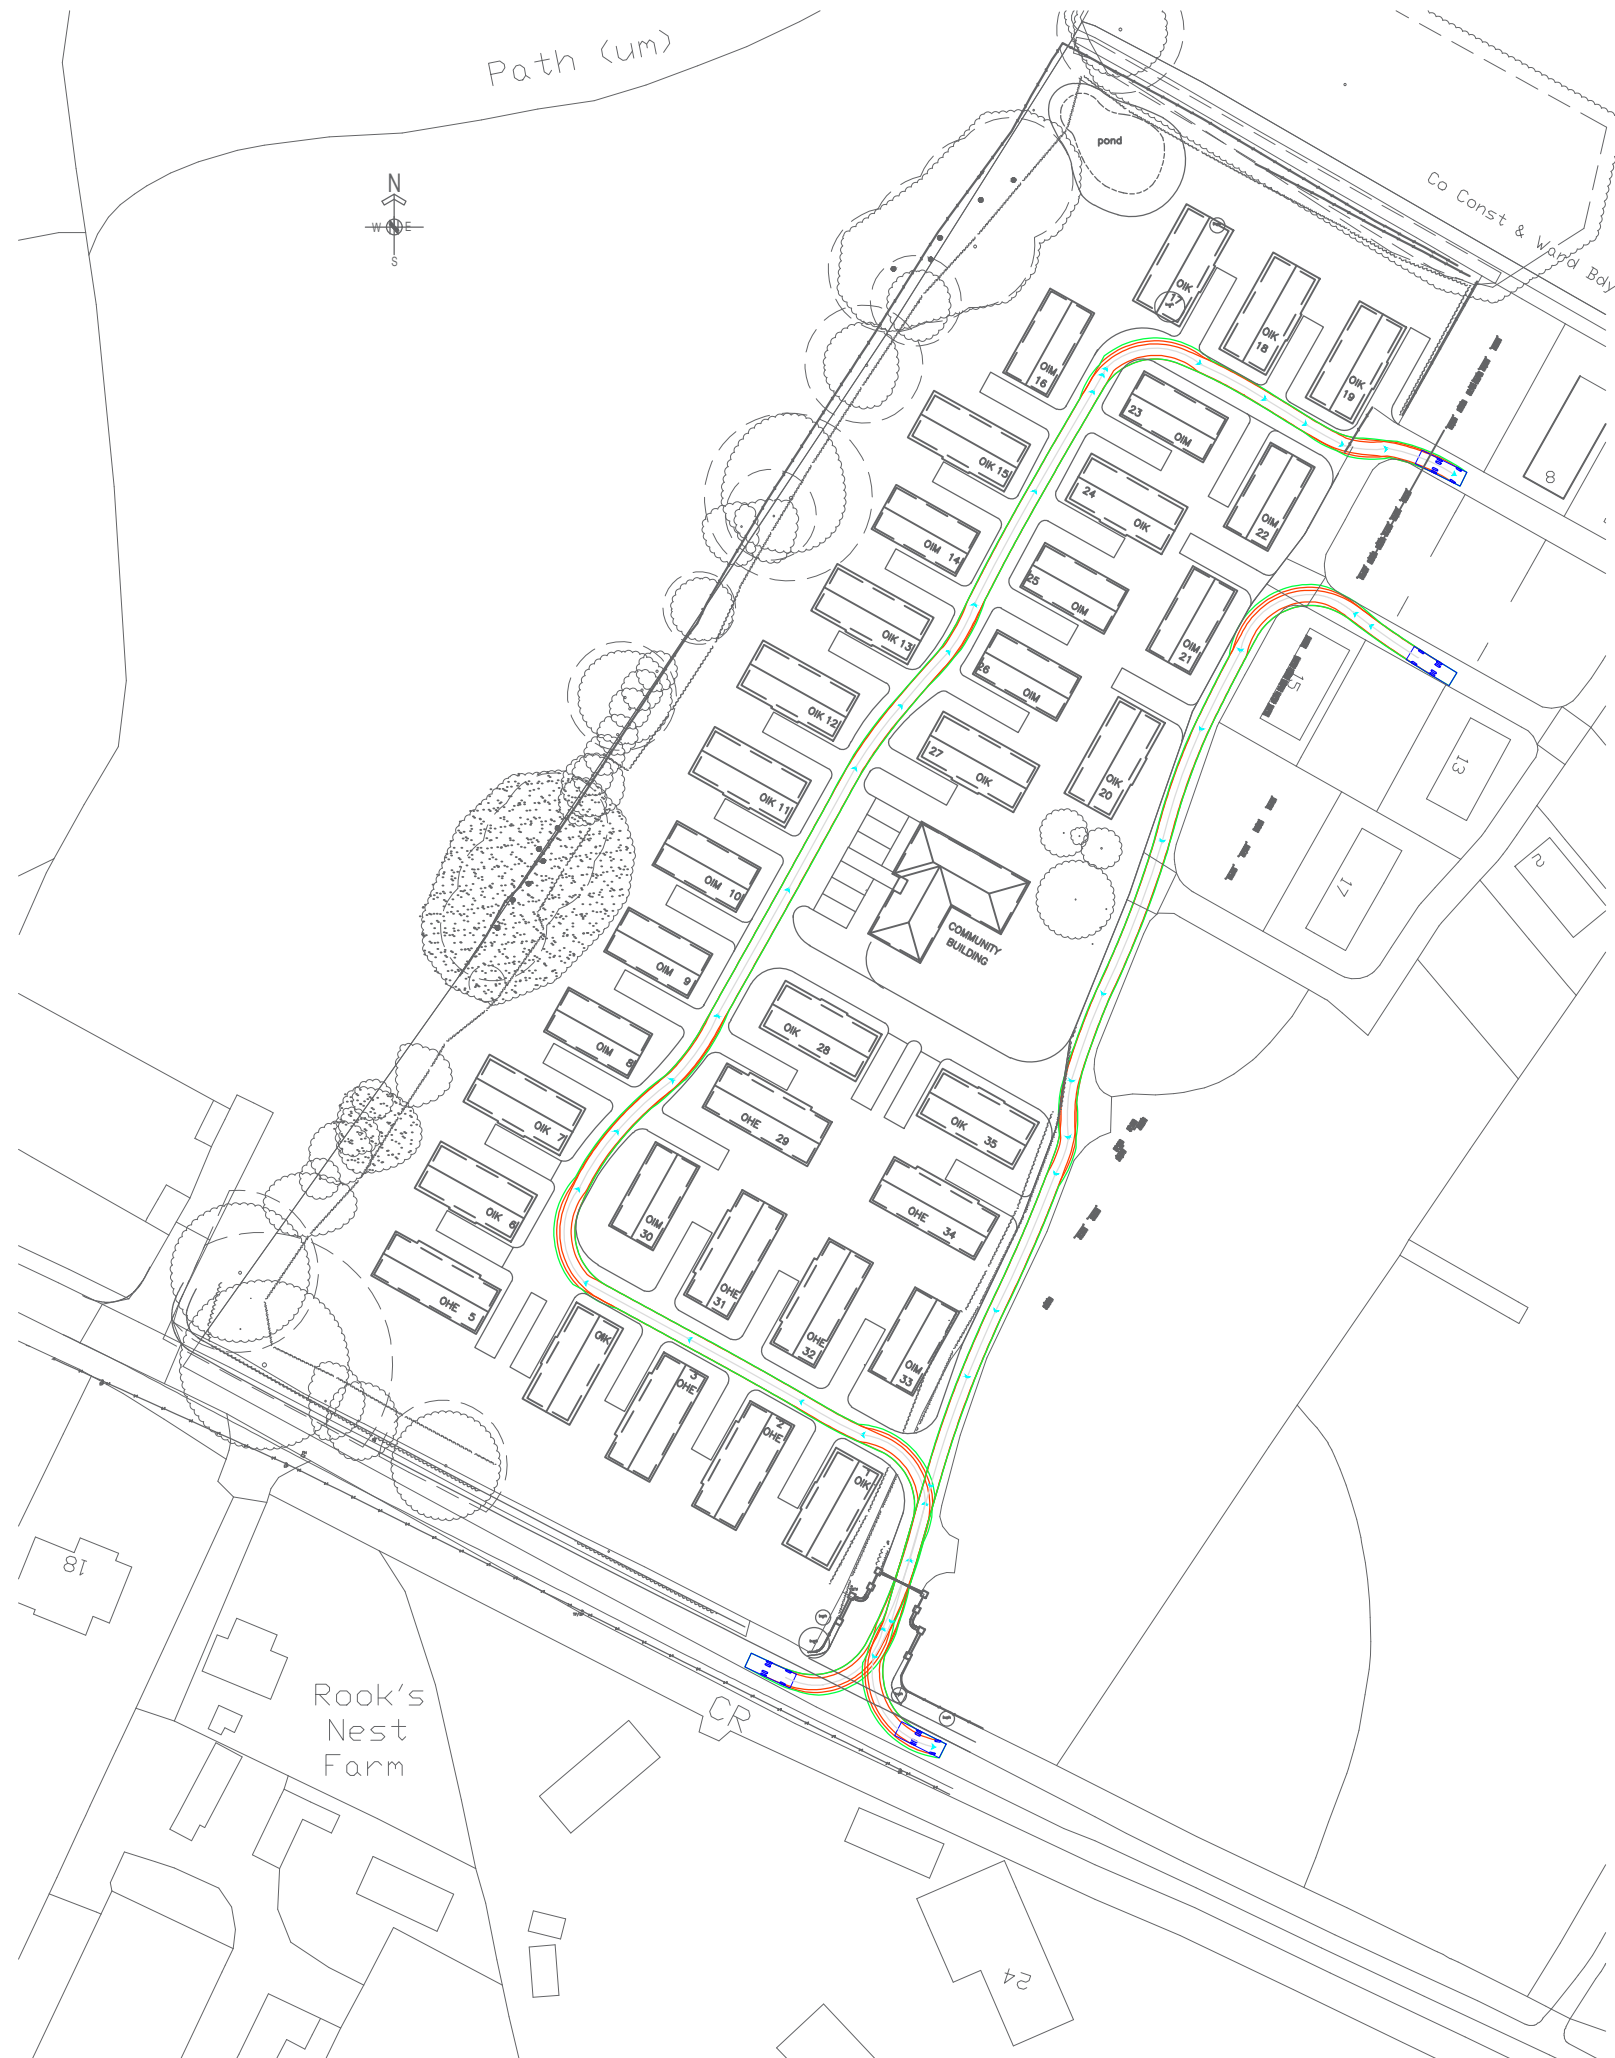 Path (um)
N
W E
S
pond
Co Const & Ward Bdy
OIK
17
OIK
18
OIK
19
OIM
16
23
OIM
8
OIK 15
24
OIK
OIM
22
OIM 14
25
OIM
OIM
21
OIK 13
26
OIM
15
OIK 12
27
OIK
OIK
20
13
OIK 11
OIM 10
2
17
COMMUNITY
BUILDING
OIM 9
OIK 28
OIM 8
OIK 7
OHE 29
OIK 35
OIK 6
OIM
30
OHE 34
OHE 5
OHE
31
OHE
32
OIM
33
OIK
3
OHE
2
OHE
1
OIK
18
Rook's
Nest
Farm
CR
24